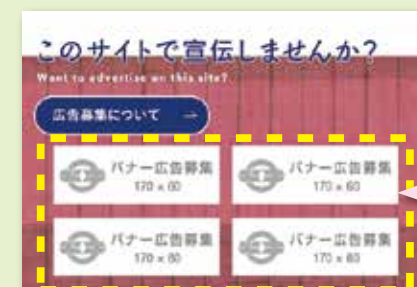 このサイトで宣伝しませんか?
Want to advertise on this site?
広告募集について →
バナー広告募集
170 × 60
バナー広告募集
170 × 60
バナー広告募集
170 × 60
バナー広告募集
170 × 60